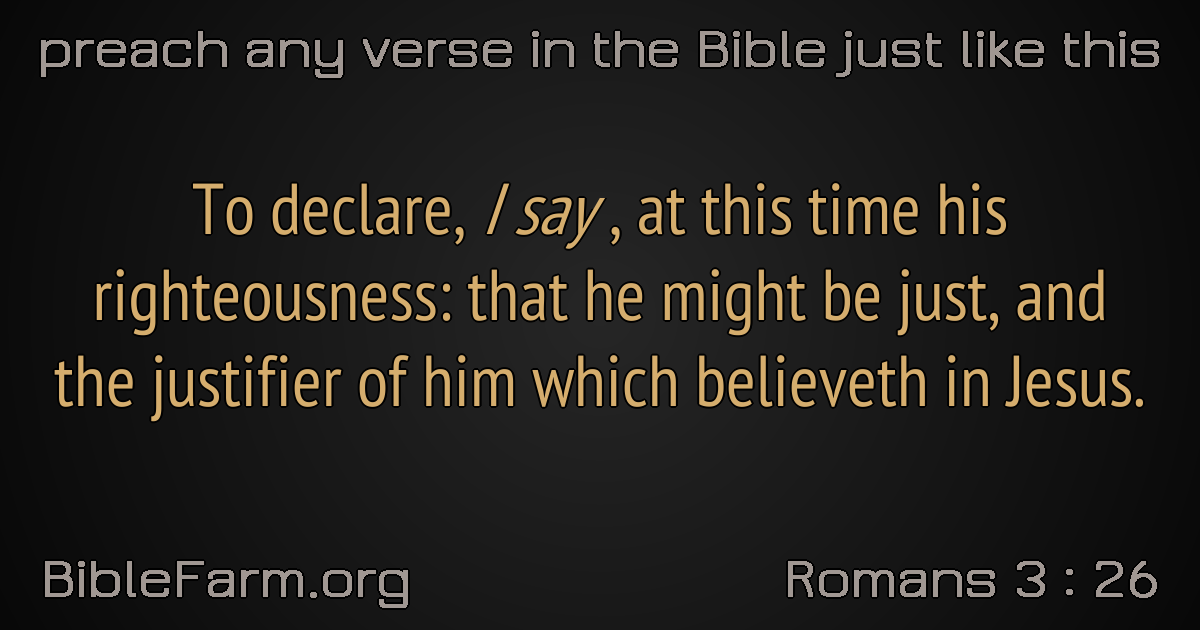 preach any verse in the Bible just like this
To declare, I say , at this time his
righteousness: that he might be just, and
the justifier of him which believeth in Jesus.
BibleFarm.org
Romans 3 : 26